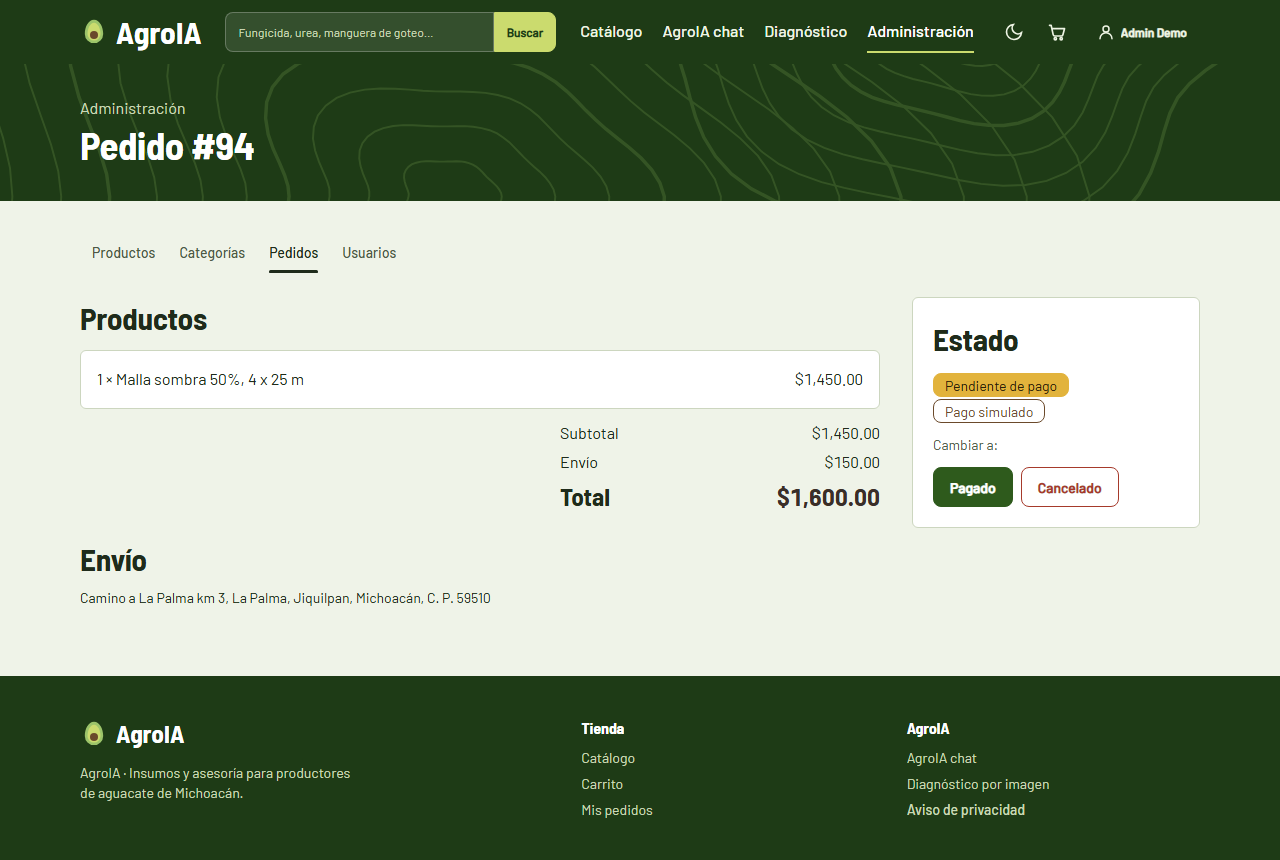 AgroIA
Fungicida, urea, manguera de goteo...
Buscar
Catálogo
AgroIA chat
Diagnóstico
Administración
Admin Demo
Administración
Pedido #94
Productos
Categorías
Pedidos
Usuarios
Productos
1 × Malla sombra 50%, 4 x 25 m
$1,450.00
Subtotal
$1,450.00
Envío
$150.00
Total
$1,600.00
Estado
Pendiente de pago
Pago simulado
Cambiar a:
Pagado
Cancelado
Envío
Camino a La Palma km 3, La Palma, Jiquilpan, Michoacán, C. P. 59510
AgroIA
AgroIA · Insumos y asesoría para productores
de aguacate de Michoacán.
Tienda
Catálogo
Carrito
Mis pedidos
AgroIA
AgroIA chat
Diagnóstico por imagen
Aviso de privacidad